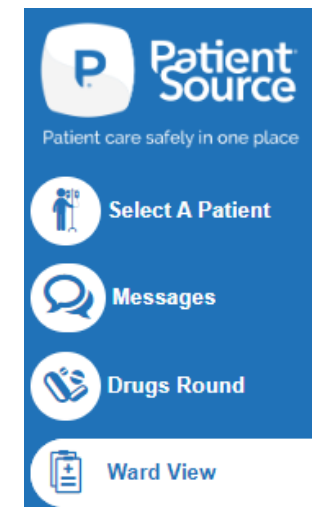 P.
Patient
Source
Patient care safely in one place
Select A Patient
Messages
Drugs Round
Ward View